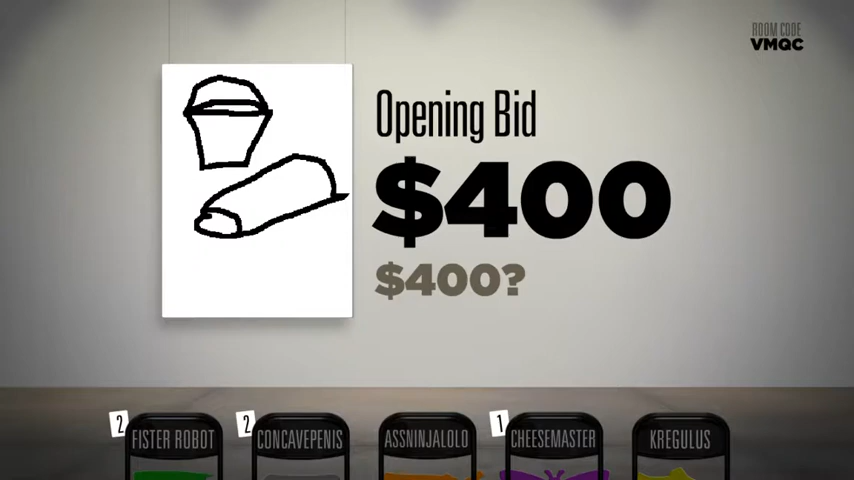 ROOM CODE
VMQC
Opening Bid
$400
$400?
2 FISTER ROBOT
2 CONCAVEPENIS
ASSNINJALOLO
1 CHEESEMASTER
KREGULUS